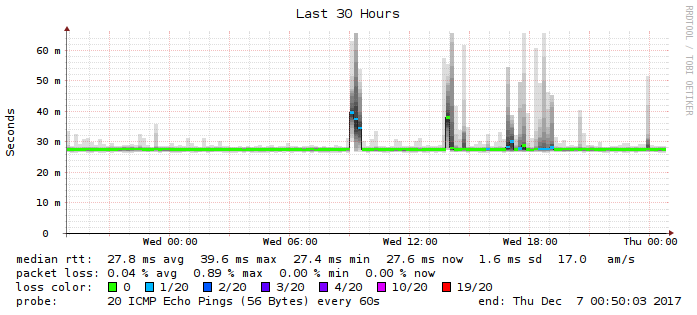 Last 30 Hours
RRDTOOL / TOBI OETIKER
Seconds
60 m
50 m
40 m
30 m
20 m
10 m
0
Wed 00:00 Wed 06:00 Wed 12:00 Wed 18:00 Thu 00:00
median rtt: 27.8 ms avg 39.6 ms max 27.4 ms min 27.6 ms now 1.6 ms sd 17.0 am/s
packet loss: 0.04 % avg 0.89 % max 0.00 % min 0.00 % now
loss color: 0 1/20 2/20 3/20 4/20 10/20 19/20
probe: 20 ICMP Echo Pings (56 Bytes) every 60s end: Thu Dec 7 00:50:03 2017